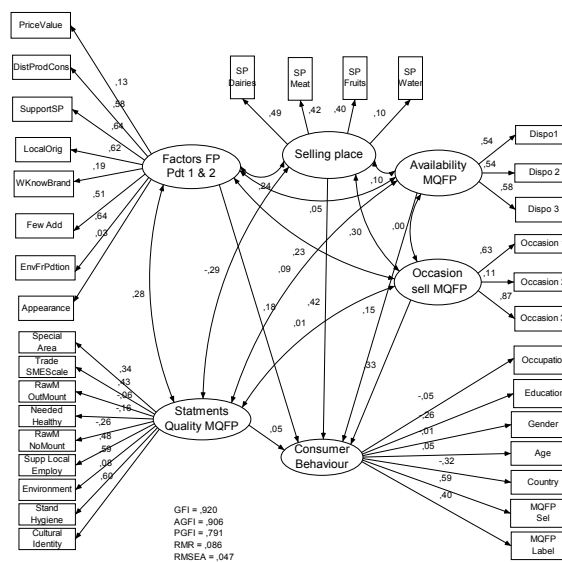 PriceValue
DistProdCons
SupportSP
LocalOrig
WKnowBrand
Few Add
EnvFrPdtion
Appearance
,13
,58
,64
,62
,19
,51
,64
,03
Factors FP
Pdt 1 & 2
SP
Dairies
SP
Meat
SP
Fruits
SP
Water
,49
,42
,40
,10
Selling place
Availability
MQFP
,54
,54
,58
Dispo1
Dispo 2
Dispo 3
Occasion
sell MQFP
,63
,11
,87
Occasion
Occasion 2
Occasion 3
,24
,10
,05
,00
,30
,23
,09
-,29
,28
,18
,42
,15
,01
,33
,05
Special
Area
Trade
SMEScale
RawM
OutMount
Needed
Healthy
RawM
NoMount
Supp Local
Employ
Environment
Stand
Hygiene
Cultural
Identity
,34
,43
-,06
-,16
-,26
,48
,59
,08
,60
Statments
Quality MQFP
Consumer
Behaviour
-,05
-,26
-,01
,05
-,32
,59
,40
Occupatio
Education
Gender
Age
Country
MQFP
Sel
MQFP
Label
GFI = ,920
AGFI = ,906
PGFI = ,791
RMR = ,086
RMSEA = ,047